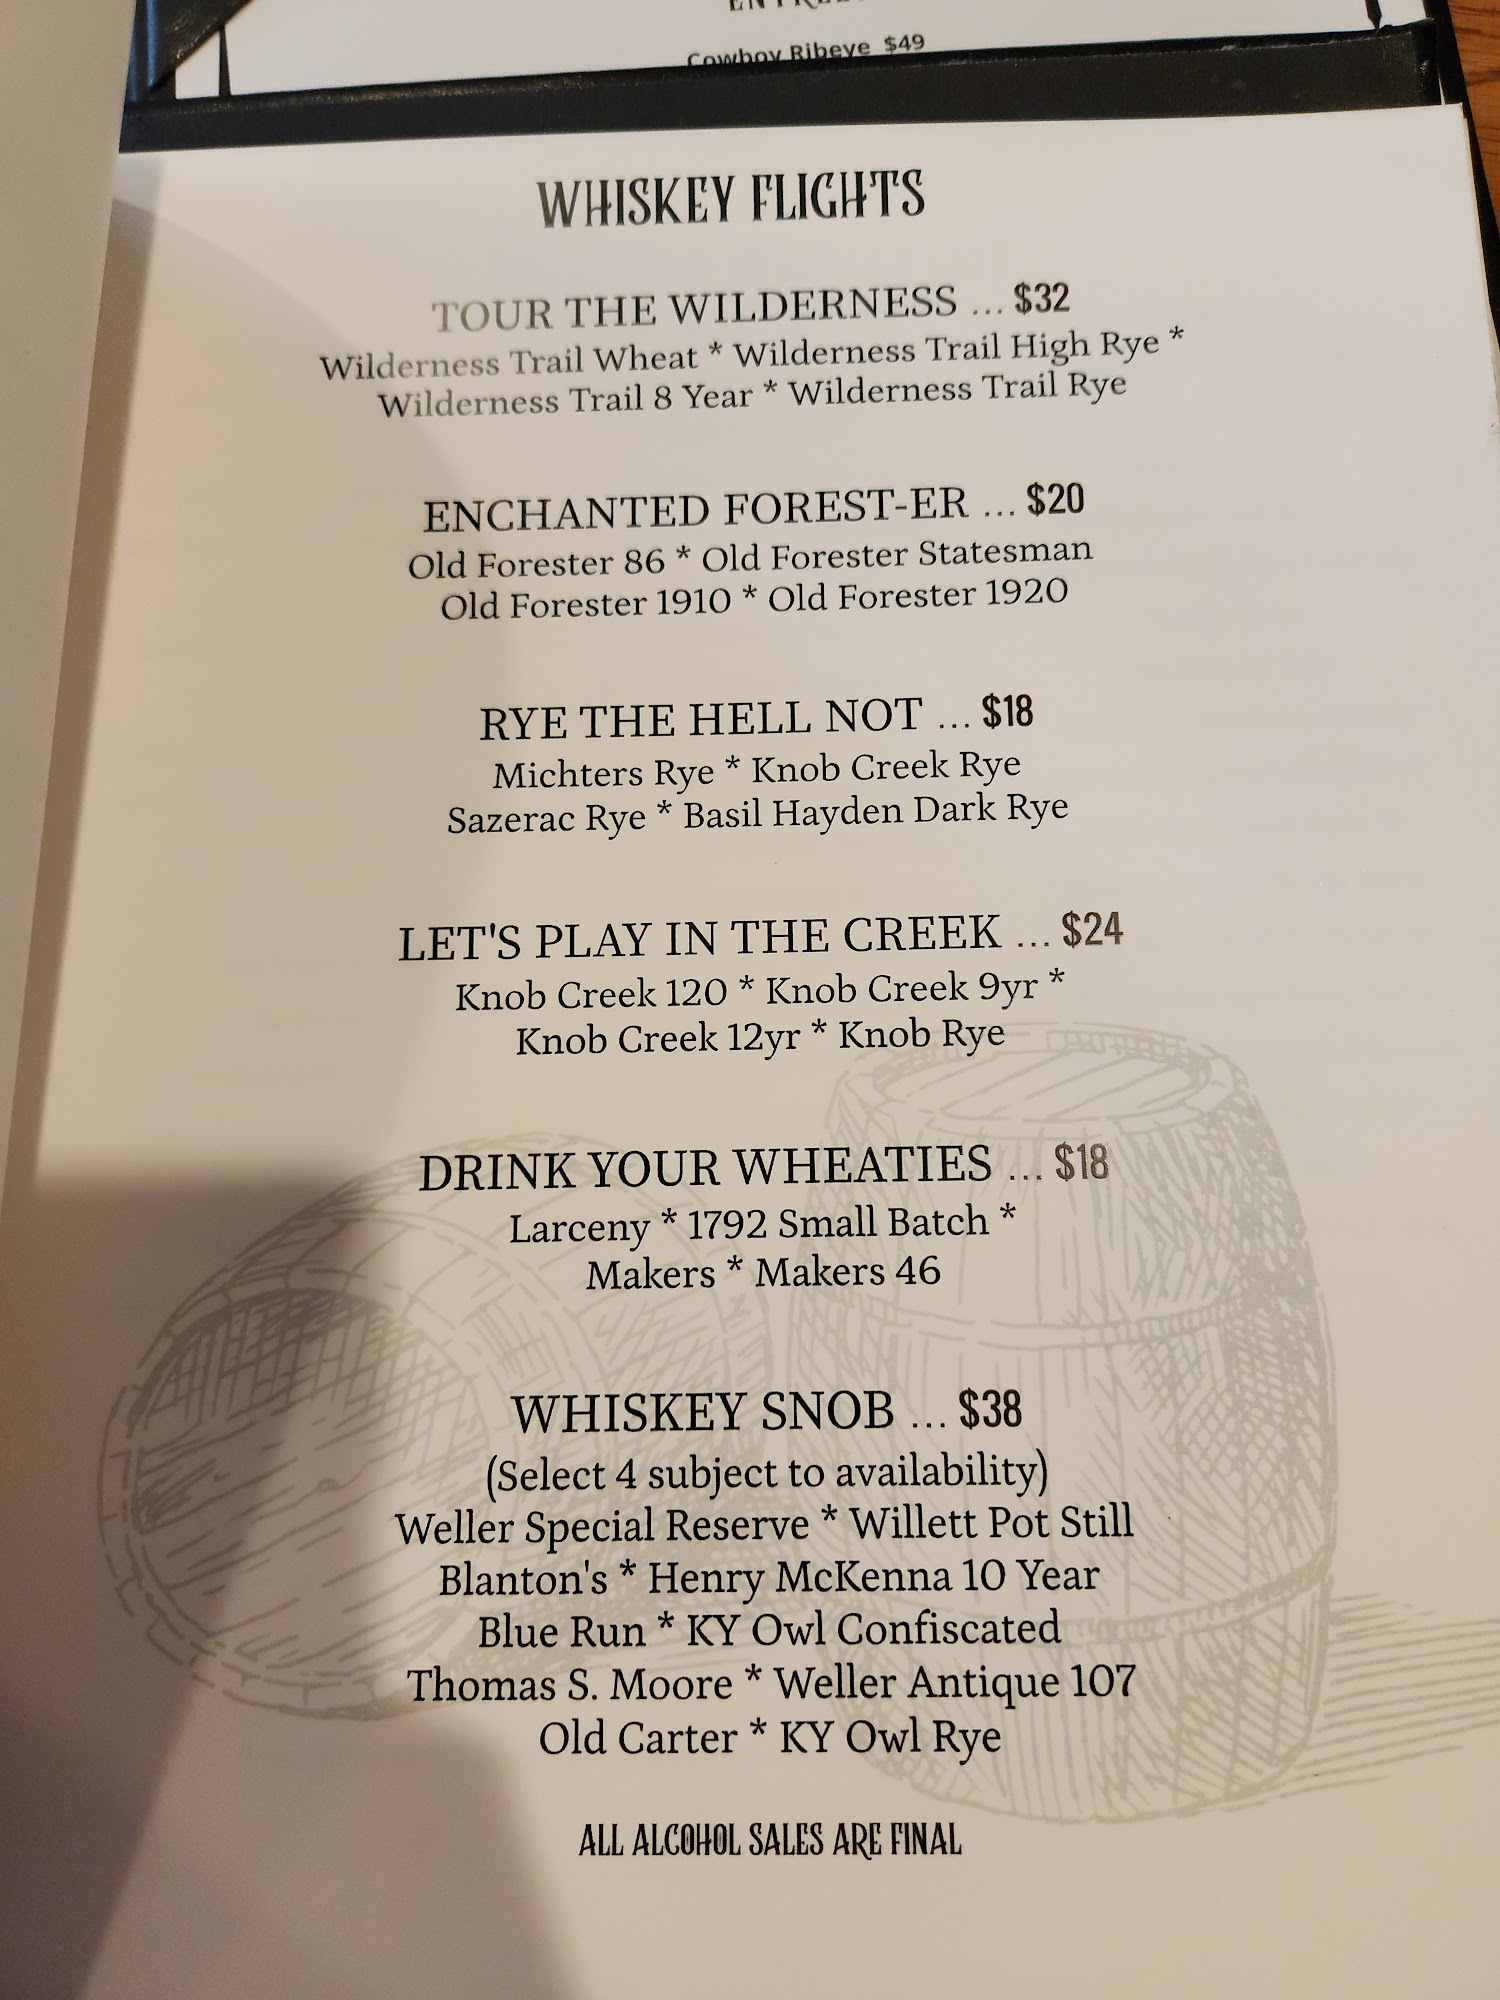 Cowboy Ribeye $49
WHISKEY FLIGHTS
TOUR THE WILDERNESS ... $32
Wilderness Trail Wheat * Wilderness Trail High Rye *
Wilderness Trail 8 Year * Wilderness Trail Rye
ENCHANTED FOREST-ER ... $20
Old Forester 86 * Old Forester Statesman
Old Forester 1910 * Old Forester 1920
RYE THE HELL NOT ... $18
Michters Rye * Knob Creek Rye
Sazerac Rye * Basil Hayden Dark Rye
LET'S PLAY IN THE CREEK ... $24
Knob Creek 120 * Knob Creek 9yr *
Knob Creek 12yr * Knob Rye
DRINK YOUR WHEATIES ... $18
Larceny * 1792 Small Batch *
Makers * Makers 46
WHISKEY SNOB ... $38
(Select 4 subject to availability)
Weller Special Reserve * Willett Pot Still
Blanton's * Henry McKenna 10 Year
Blue Run * KY Owl Confiscated
Thomas S. Moore * Weller Antique 107
Old Carter * KY Owl Rye
ALL ALCOHOL SALES ARE FINAL